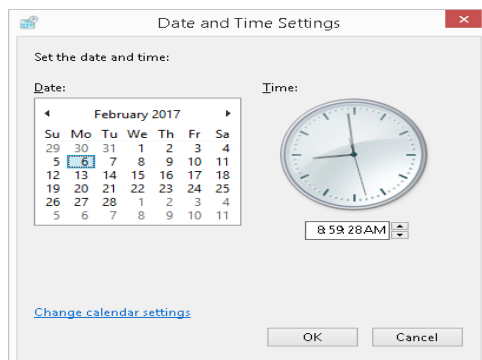 Date and Time Settings
Set the date and time:
Date:
Time:
February 2017
Su Mo Tu We Th Fr Sa
29 30 31 1 2 3 4
5 6 7 8 9 10 11
12 13 14 15 16 17 18
19 20 21 22 23 24 25
26 27 28 1 2 3 4
5 6 7 8 9 10 11
8:59:28 AM
Change calendar settings
OK Cancel